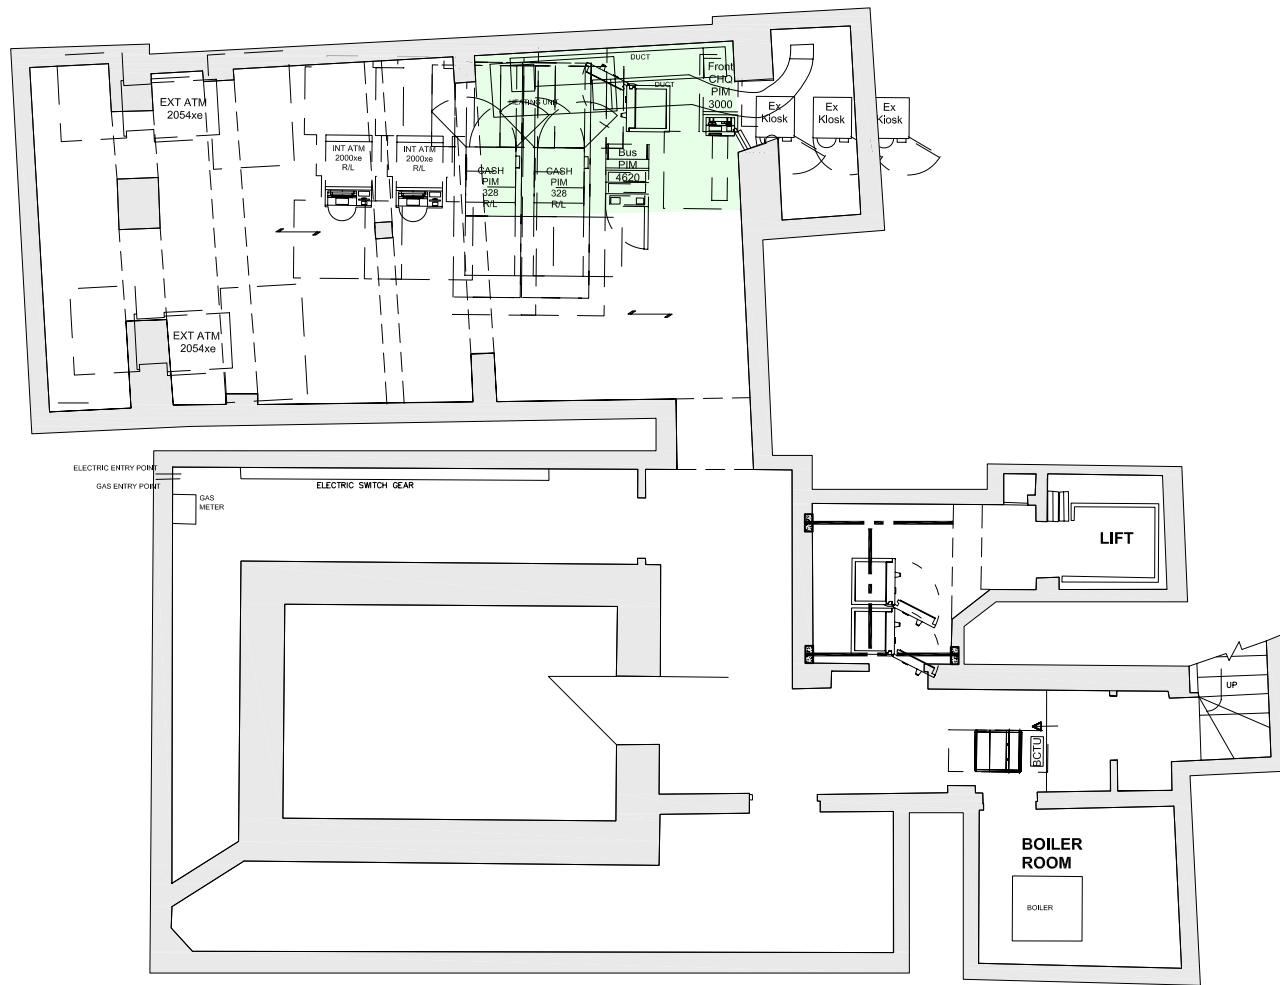 DUCT
DUCT
Front
CHQ
PIM
3000
EXT ATM
2054xe
HEATING UNIT
Ex
Kiosk
Ex
Kiosk
Ex
Kiosk
INT ATM
2000xe
R/L
INT ATM
2000xe
R/L
CASH
PIM
328
R/L
CASH
PIM
328
R/L
Bus
PIM
4620
EXT ATM
2054xe
ELECTRIC ENTRY POINT
GAS ENTRY POINT
ELECTRIC SWITCH GEAR
GAS
METER
LIFT
UP
BCTU
BOILER
ROOM
BOILER